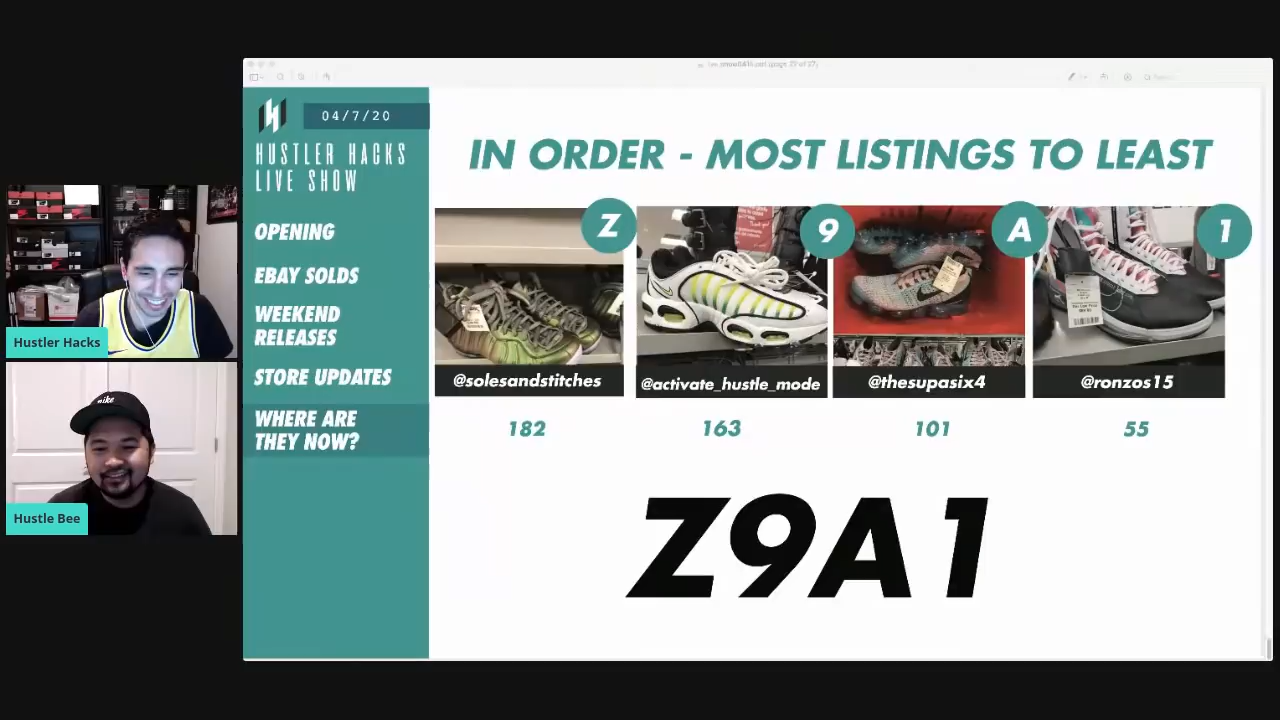 04/7/20
HUSTLER HACKS
LIVE SHOW
OPENING
EBAY SOLDS
WEEKEND
RELEASES
STORE UPDATES
WHERE ARE
THEY NOW?
IN ORDER - MOST LISTINGS TO LEAST
Z
9
A
1
@solesandstitches
@activate_hustle_mode
@thesupasix4
@ronzos15
182
163
101
55
Z9A1
Hustler Hacks
nike
Hustle Bee